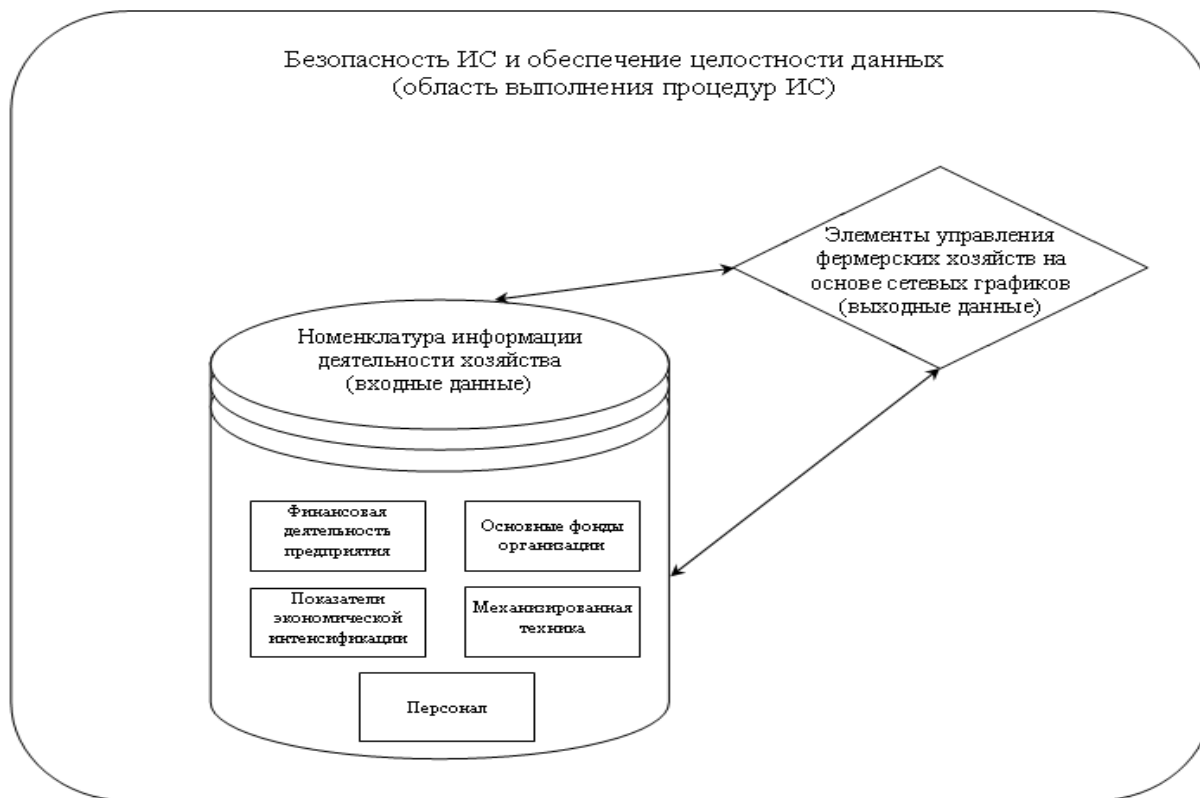 Безопасность ИС и обеспечение целостности данных
(область выполнения процедур ИС)
Элементы управления
фермерских хозяйств на
основе сетевых графиков
(выходные данные)
Номенклатура информации
деятельности хозяйства
(входные данные)
Финансовая
деятельность
предприятия
Основные фонды
организации
Показатели
экономической
интенсификации
Механизированная
техника
Персонал